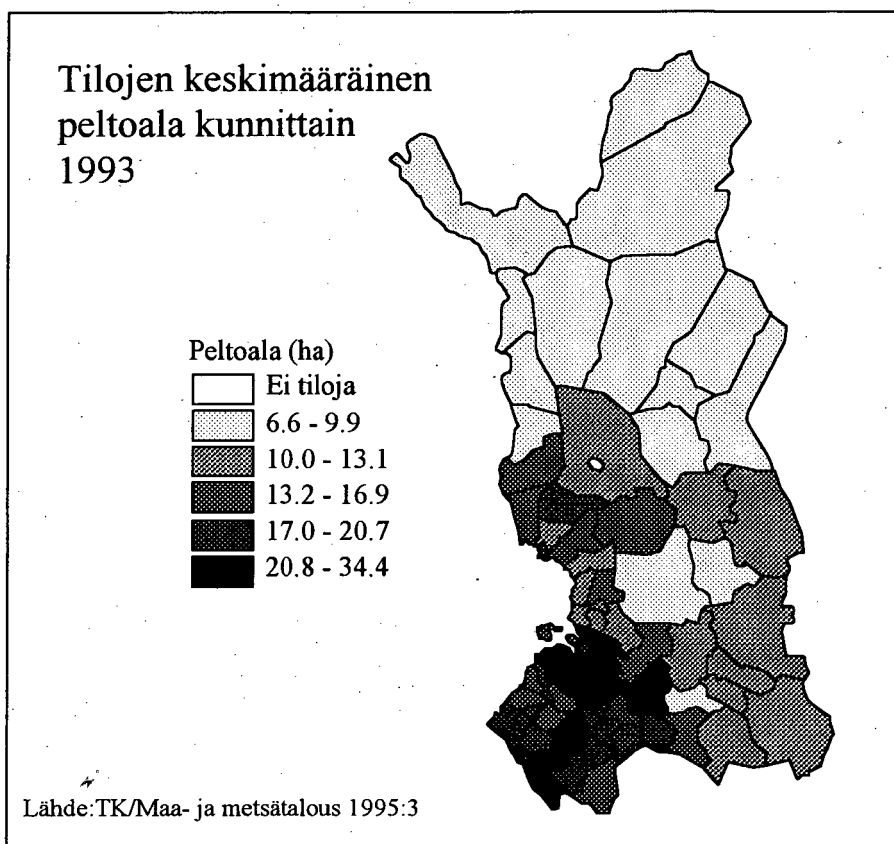 Tilojen keskimääräinen
peltoala kunnittain
1993
Peltoala (ha)
Ei tiloja
6.6 - 9.9
10.0 - 13.1
13.2 - 16.9
17.0 - 20.7
20.8 - 34.4
Lähde:TK/Maa- ja metsätalous 1995:3